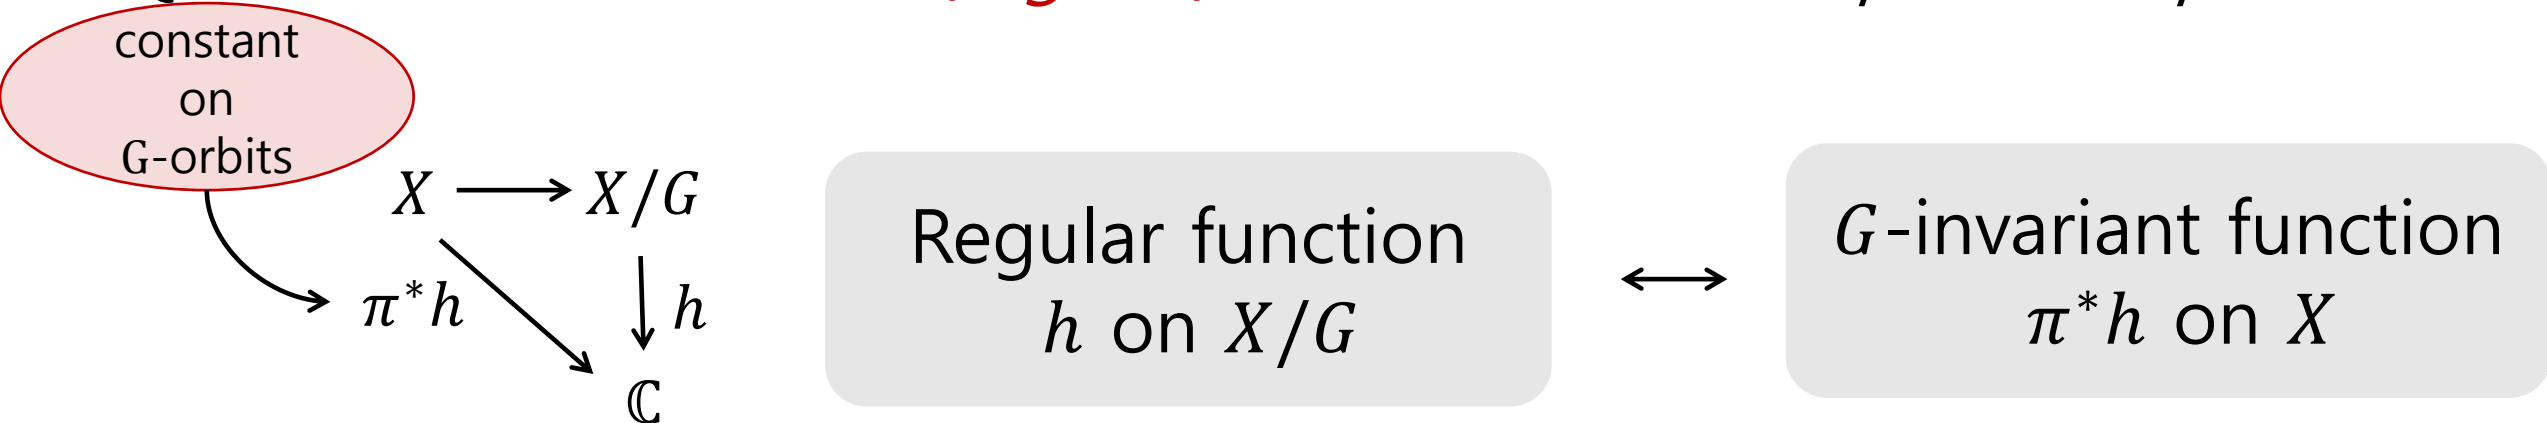 constant
on
G-orbits
X → X/G
π*h
h
ℂ
Regular function
h on X/G
↔
G-invariant function
π*h on X